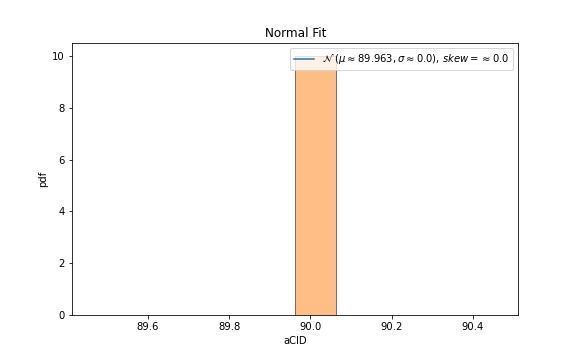 Normal Fit
𝒩 (μ ≈ 89.963, σ ≈ 0.0), skew = ≈ 0.0
10
8
6
4
2
0
pdf
89.6 89.8 90.0 90.2 90.4
aCID